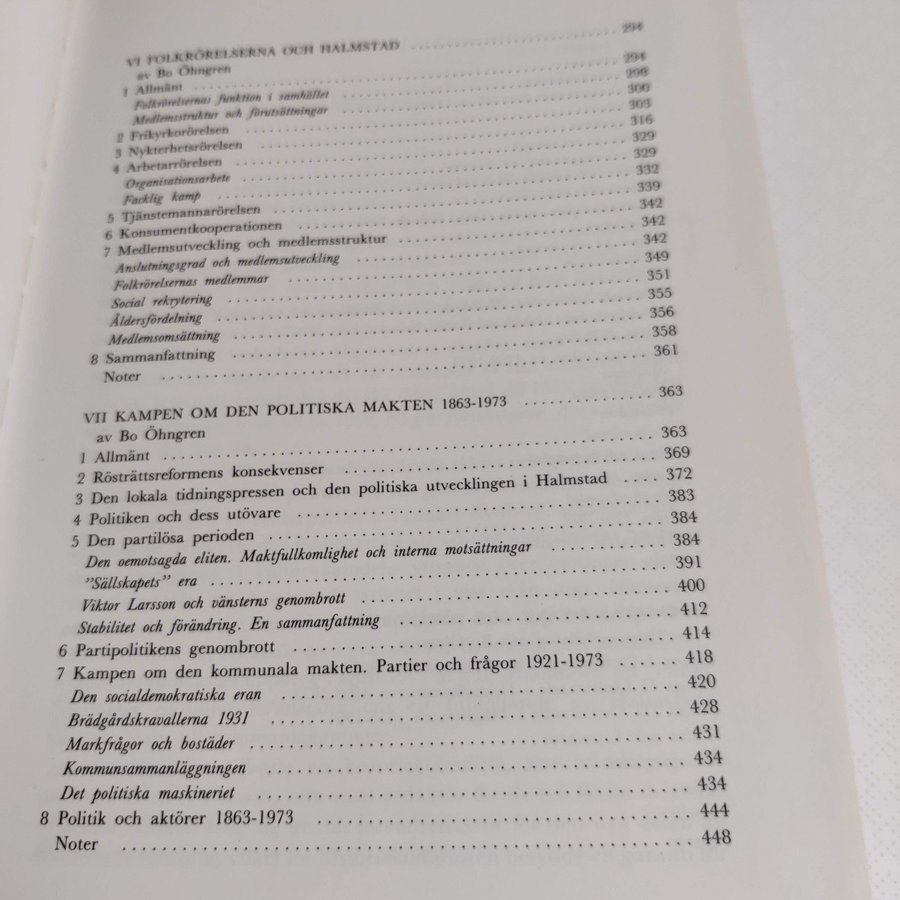 VI FOLKRÖRELSERNA OCH HALMSTAD ........ 294
av Bo Öhngren
1 Allmänt ........ 294
Folkrörelsernas funktion i samhället ........ 298
Medlemsstruktur och förutsättningar ........ 300
2 Frikyrkorörelsen ........ 303
3 Nykterhetsrörelsen ........ 316
4 Arbetarrörelsen ........ 329
Organisationsarbete ........ 329
Facklig kamp ........ 332
5 Tjänstemannarörelsen ........ 339
6 Konsumentkooperationen ........ 342
7 Medlemsutveckling och medlemsstruktur ........ 342
Anslutningsgrad och medlemsutveckling ........ 342
Folkrörelsernas medlemmar ........ 349
Social rekrytering ........ 351
Åldersfördelning ........ 355
Medlemsomsättning ........ 356
8 Sammanfattning ........ 358
Noter ........ 361
VII KAMPEN OM DEN POLITISKA MAKTEN 1863-1973 ........ 363
av Bo Öhngren
1 Allmänt ........ 363
2 Rösträttsreformens konsekvenser ........ 369
3 Den lokala tidningspressen och den politiska utvecklingen i Halmstad .... 372
4 Politiken och dess utövare ........ 383
5 Den partilösa perioden ........ 384
Den oemotsagda eliten. Maktfullkomlighet och interna motsättningar ........ 384
"Sällskapets" era ........ 391
Viktor Larsson och vänsterns genombrott ........ 400
Stabilitet och förändring. En sammanfattning ........ 412
6 Partipolitikens genombrott ........ 414
7 Kampen om den kommunala makten. Partier och frågor 1921-1973 ...... 418
Den socialdemokratiska eran ........ 420
Brädgårdskravallerna 1931 ........ 428
Markfrågor och bostäder ........ 431
Kommunsammanläggningen ........ 434
Det politiska maskineriet ........ 434
8 Politik och aktörer 1863-1973 ........ 444
Noter ........ 448